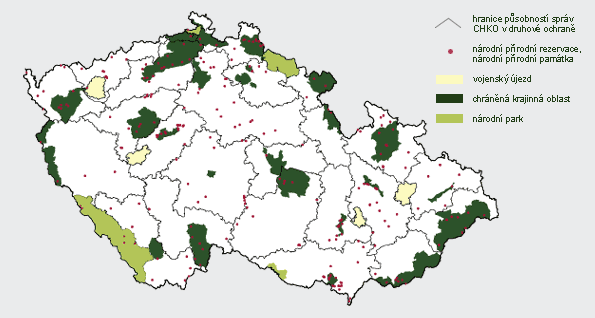 hranice působností správ
CHKO v druhové ochraně
národní přírodní rezervace,
národní přírodní památka
vojenský újezd
chráněná krajinná oblast
národní park